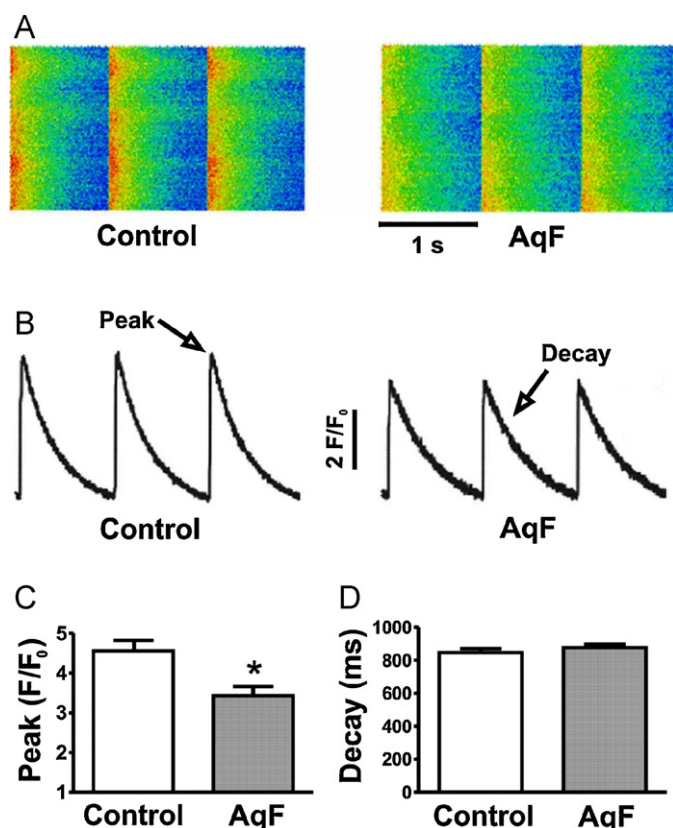 A
Control
1 s
AqF
B
Peak
Decay
2 F/F₀
Control
AqF
C
Peak (F/F₀)
5
4
3
2
1
*
Control
AqF
D
Decay (ms)
1000
800
600
400
200
0
Control
AqF